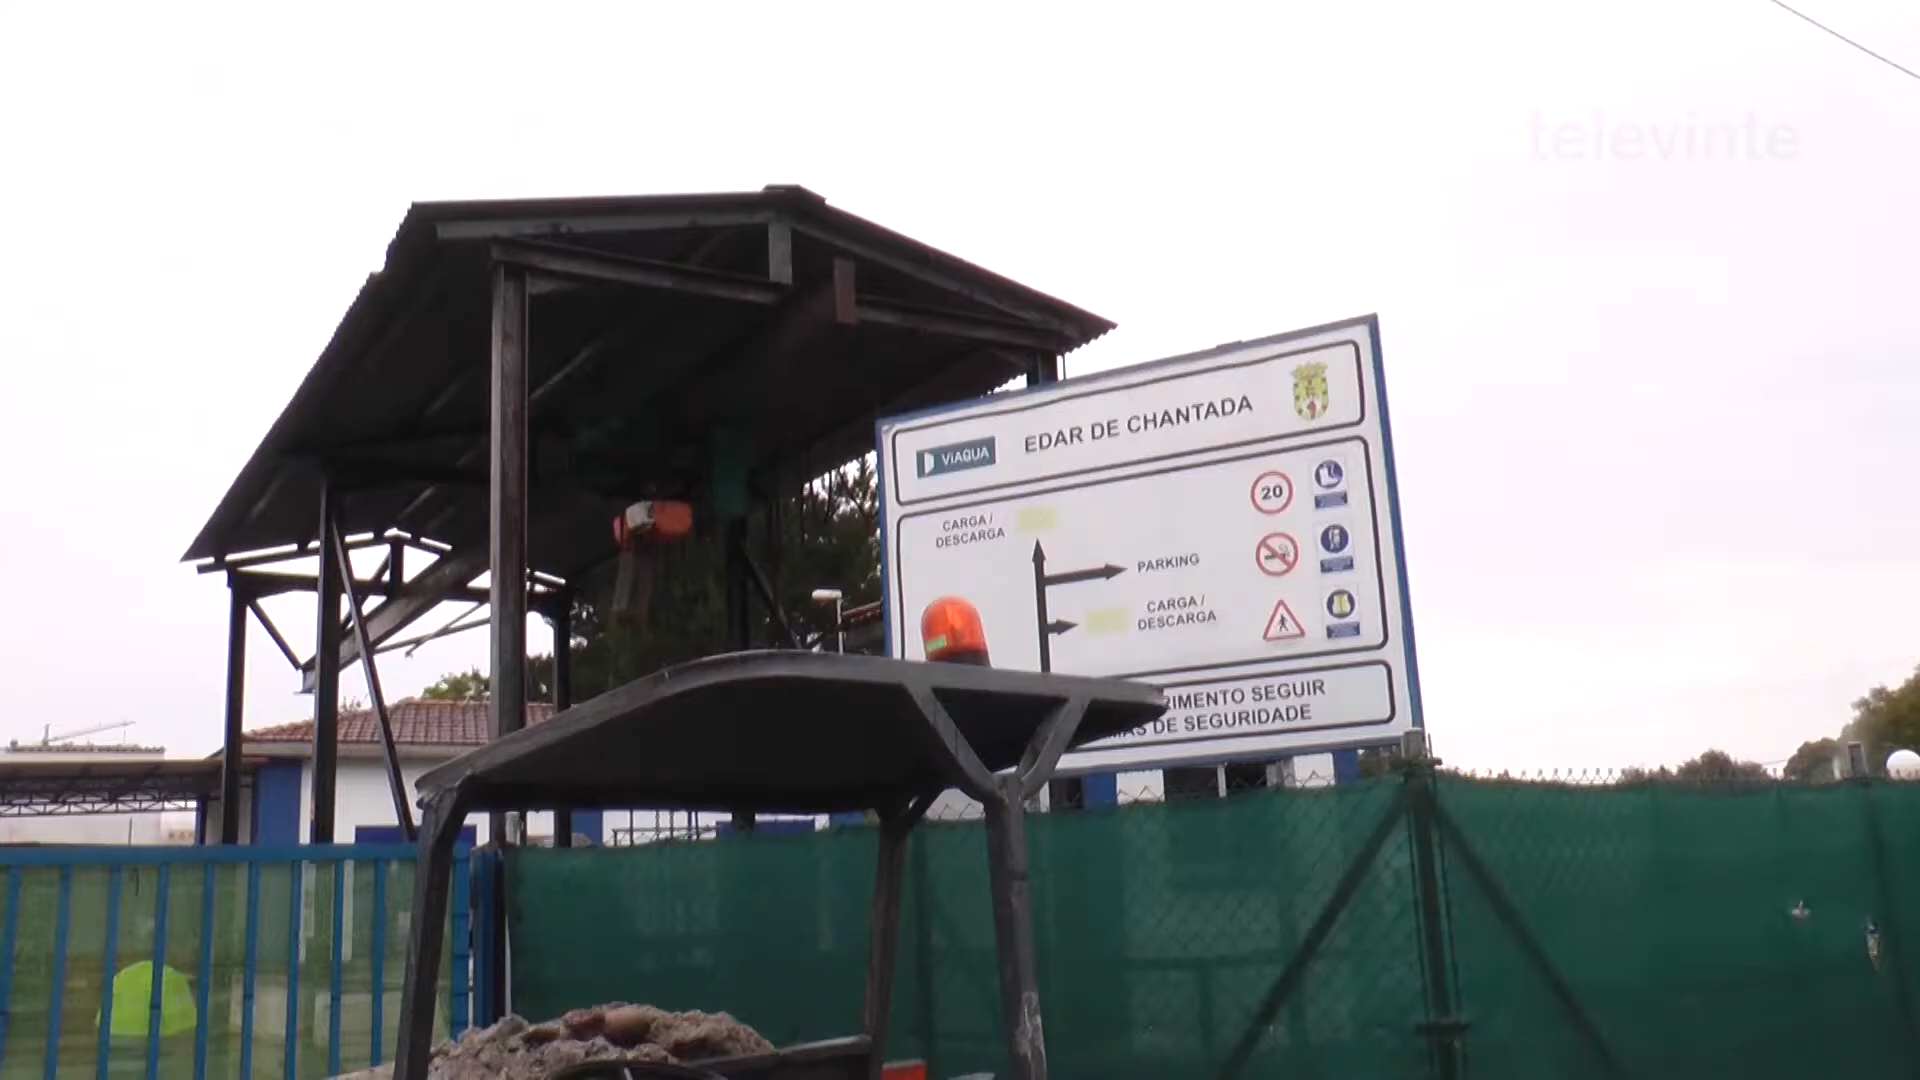 televinte
ViAQUA
EDAR DE CHANTADA
CARGA /
DESCARGA
20
PARKING
CARGA /
DESCARGA
RIMENTO SEGUIR
MAS DE SEGURIDADE